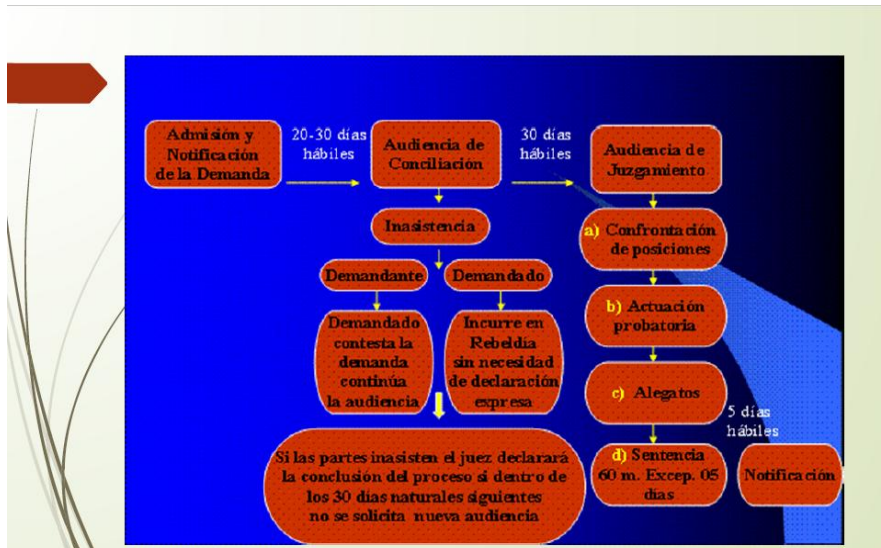 Admisión y
Notificación
de la Demanda
20-30 días
hábiles
Audiencia de
Conciliación
30 días
hábiles
Audiencia de
Juzgamiento
Inasistencia
Demandante
Demandado
Demandado
contesta la
demanda
continúa
la audiencia
Incurre en
Rebeldía
sin necesidad
de declaración
expresa
Si las partes inasisten el juez declarará
la conclusión del proceso si dentro de
los 30 días naturales siguientes
no se solicita nueva audiencia
a) Confrontación
de posiciones
b) Actuación
probatoria
c) Alegatos
d) Sentencia
60 m. Excep. 05
días
5 días
hábiles
Notificación